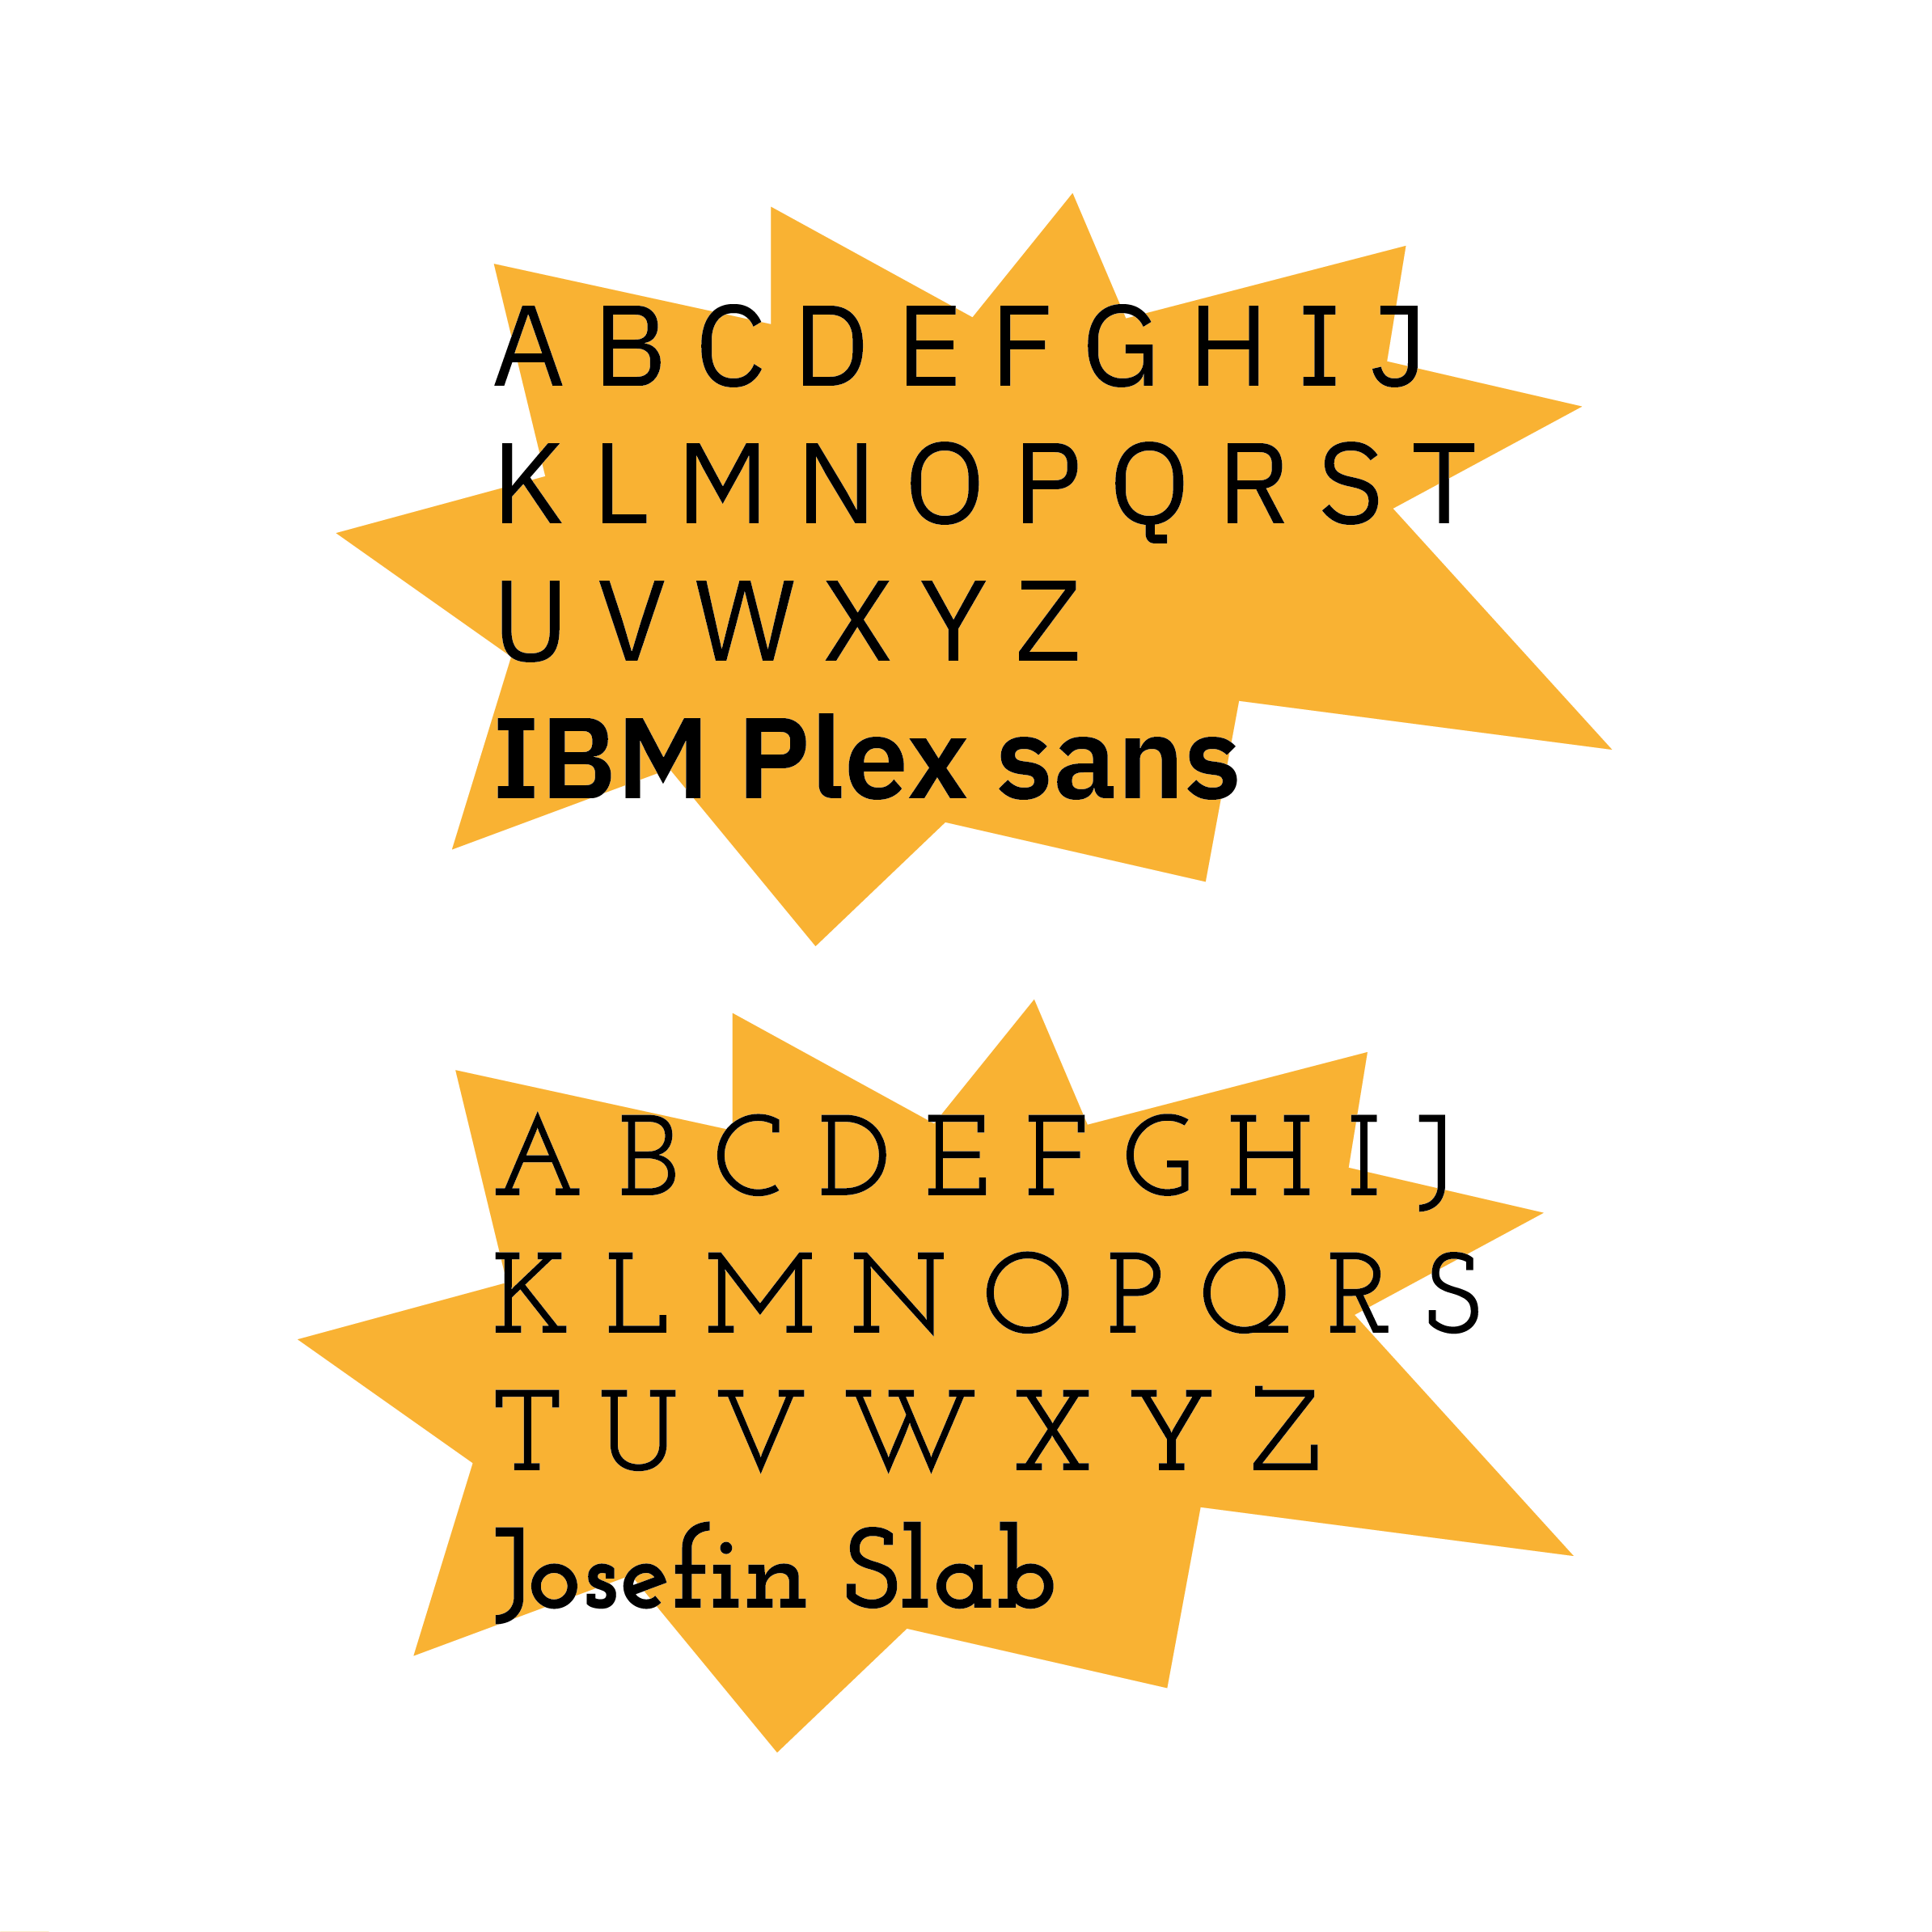 A B C D E F G H I J
K L M N O P Q R S T
U V W X Y Z
IBM Plex sans
A B C D E F G H I J
K L M N O P Q R S
T U V W X Y Z
Josefin Slab